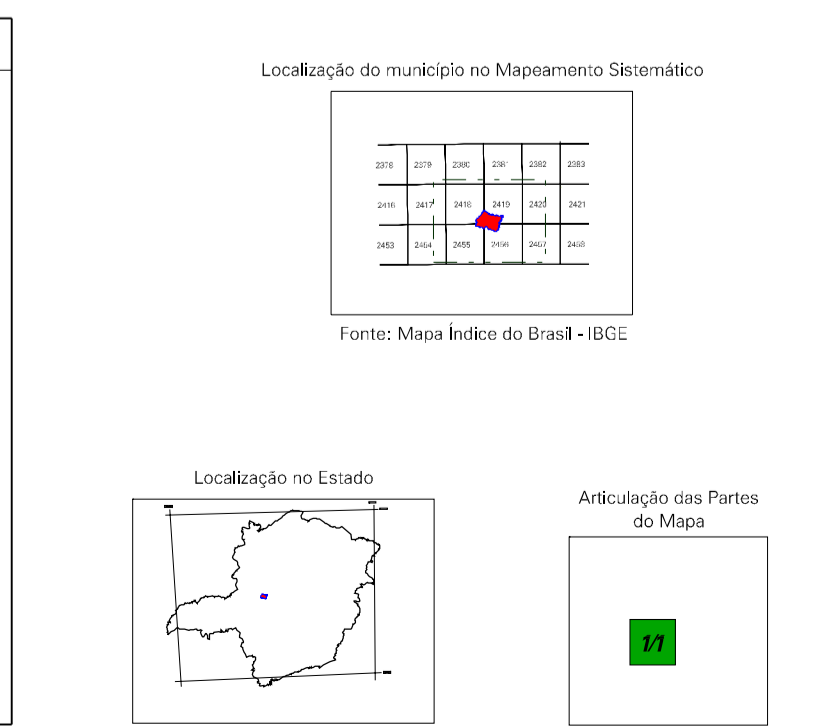 Localização do município no Mapeamento Sistemático
2378 2379 2380 2381 2382 2383
2416 2417 2418 2419 2420 2421
2453 2454 2455 2456 2457 2458
Fonte: Mapa Índice do Brasil - IBGE
Localização no Estado
Articulação das Partes
do Mapa
1/1